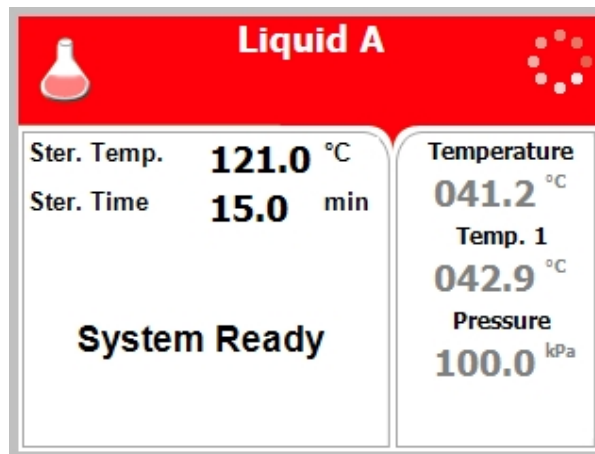 Liquid A
Ster. Temp. 121.0 °C
Ster. Time 15.0 min
System Ready
Temperature
041.2 °C
Temp. 1
042.9 °C
Pressure
100.0 kPa